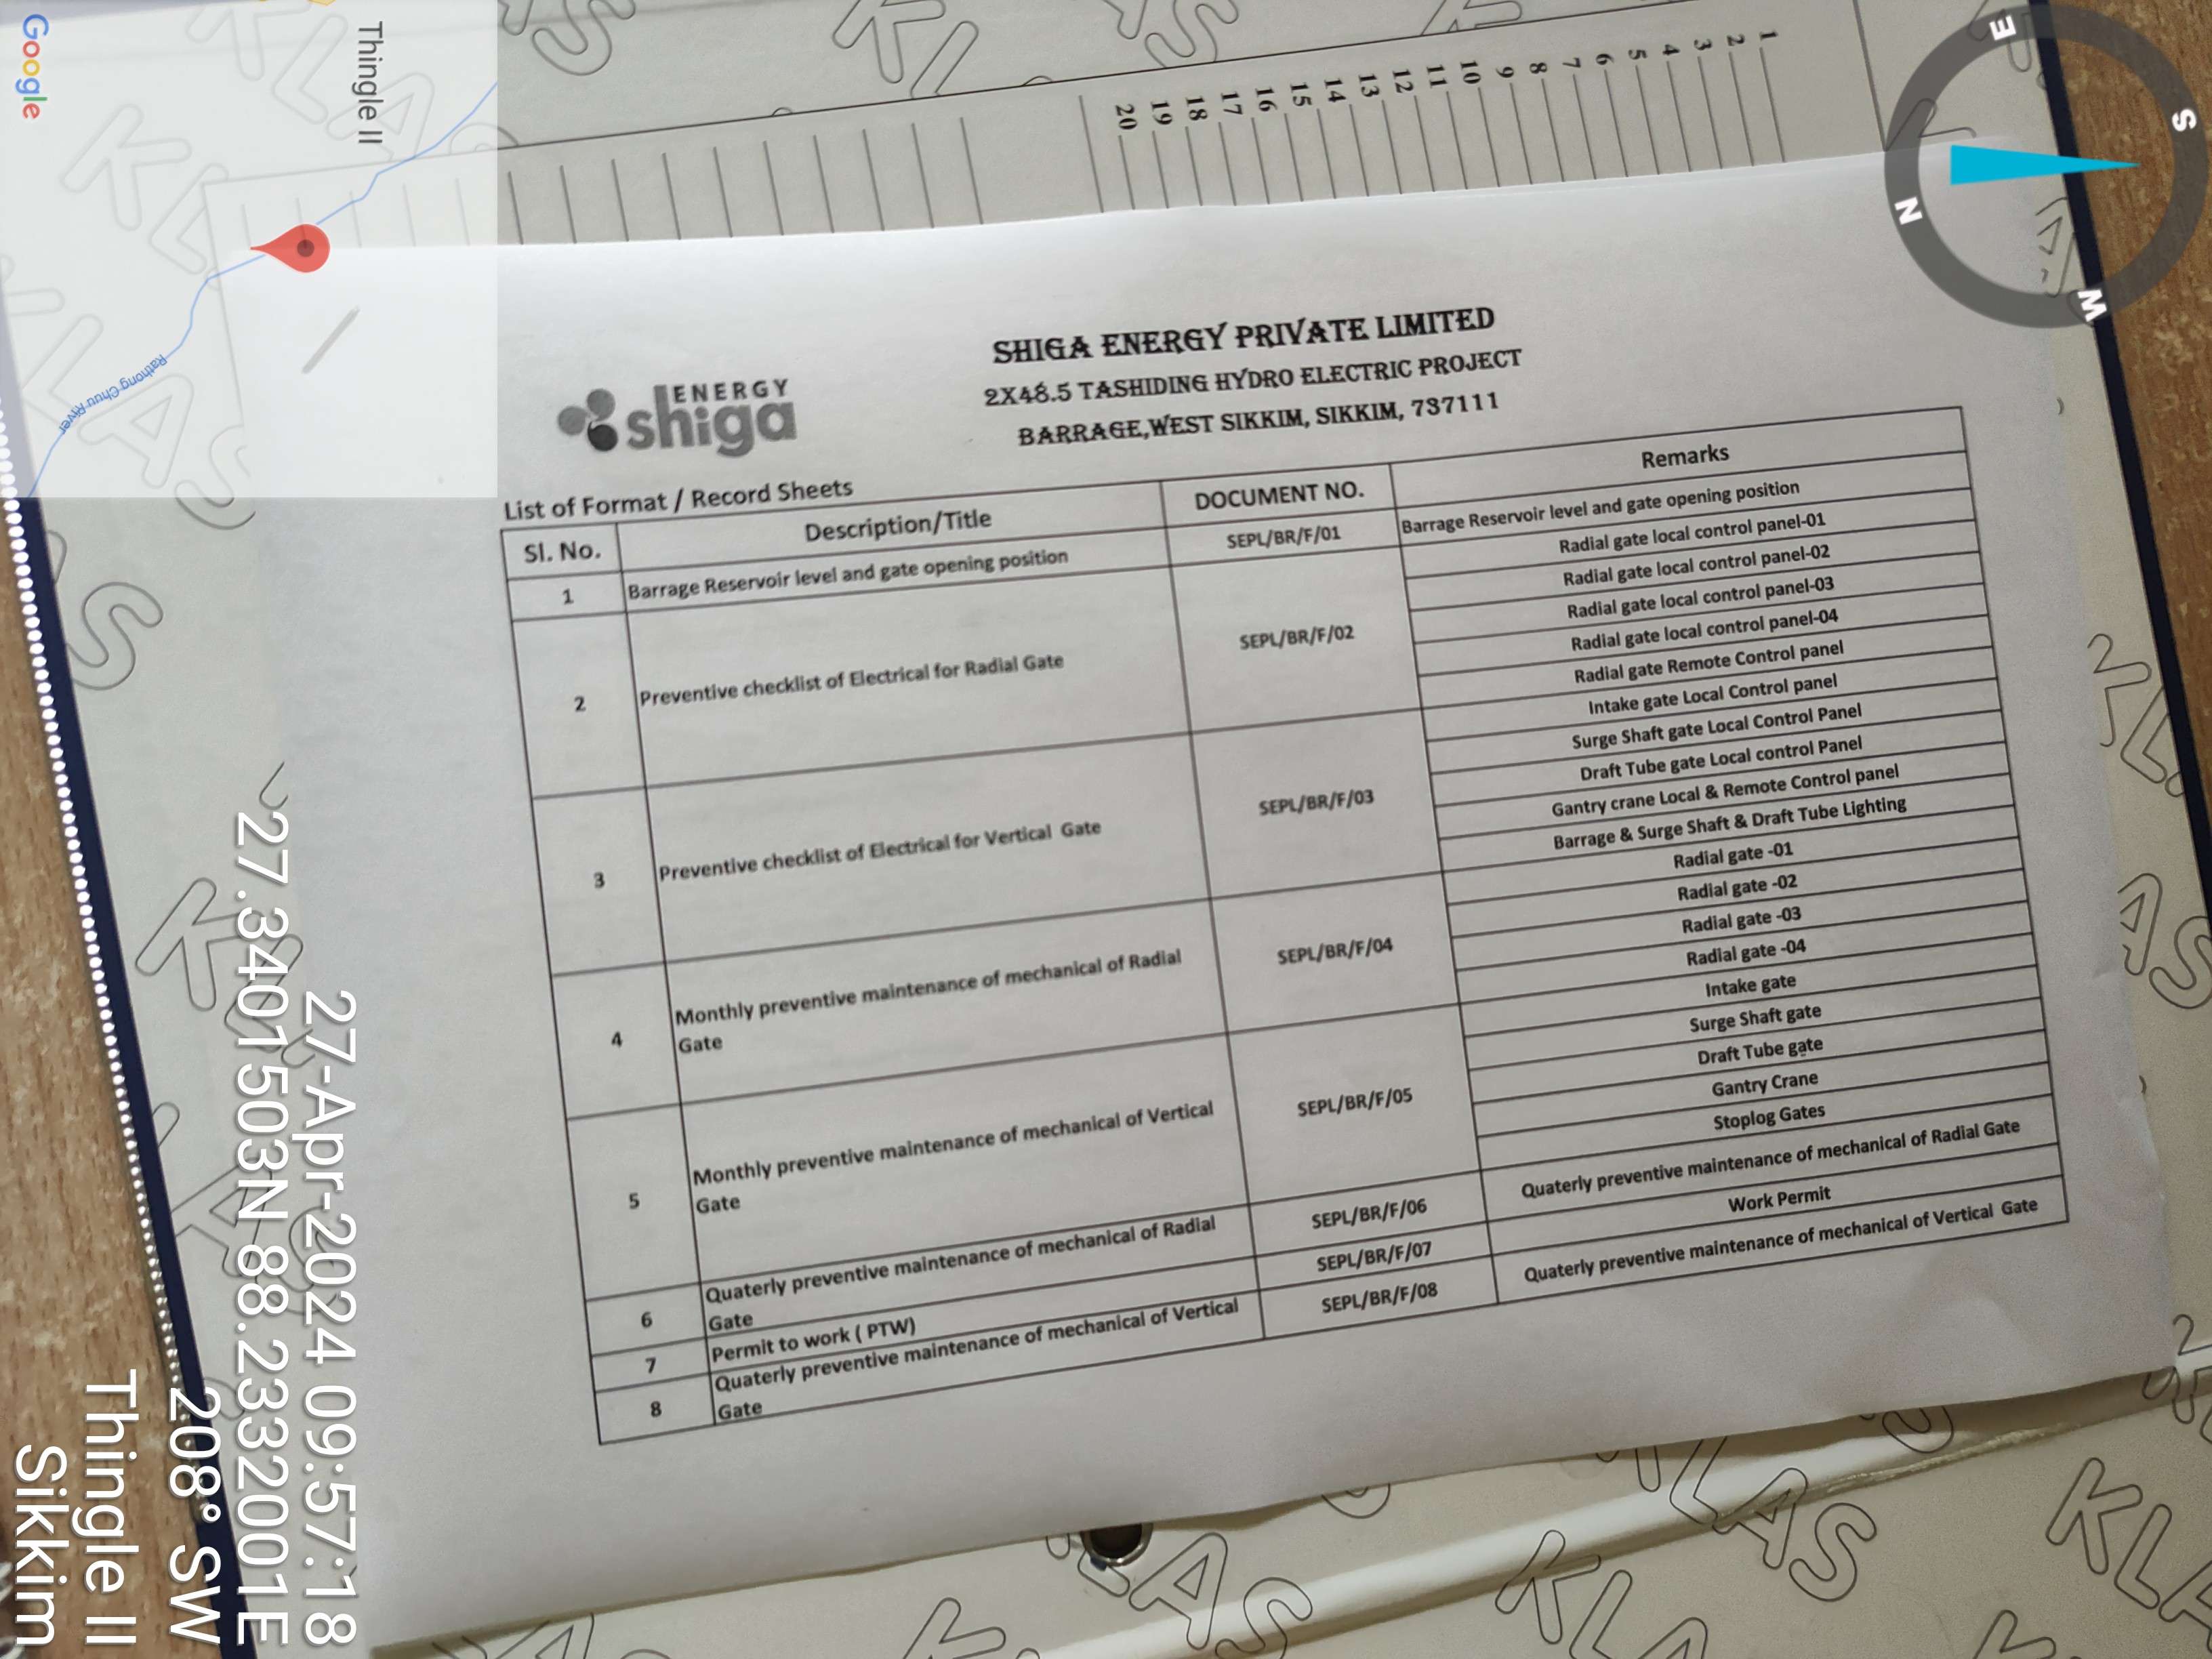 SHIGA ENERGY PRIVATE LIMITED
2X48.5 TASHIDING HYDRO ELECTRIC PROJECT
BARRAGE,WEST SIKKIM, SIKKIM, 737111
ENERGY
shiga
List of Format / Record Sheets
Sl. No. Description/Title DOCUMENT NO. Remarks
1 Barrage Reservoir level and gate opening position SEPL/BR/F/01 Barrage Reservoir level and gate opening position
2 Preventive checklist of Electrical for Radial Gate SEPL/BR/F/02
Radial gate local control panel-01
Radial gate local control panel-02
Radial gate local control panel-03
Radial gate local control panel-04
Radial gate Remote Control panel
3 Preventive checklist of Electrical for Vertical Gate SEPL/BR/F/03
Intake gate Local Control panel
Surge Shaft gate Local Control Panel
Draft Tube gate Local control Panel
Gantry crane Local & Remote Control panel
Barrage & Surge Shaft & Draft Tube Lighting
4 Monthly preventive maintenance of mechanical of Radial
Gate
SEPL/BR/F/04
Radial gate -01
Radial gate -02
Radial gate -03
Radial gate -04
5 Monthly preventive maintenance of mechanical of Vertical
Gate
SEPL/BR/F/05
Intake gate
Surge Shaft gate
Draft Tube gate
Gantry Crane
Stoplog Gates
6 Quaterly preventive maintenance of mechanical of Radial
Gate
SEPL/BR/F/06 Quaterly preventive maintenance of mechanical of Radial Gate
7 Permit to work ( PTW) SEPL/BR/F/07 Work Permit
8 Quaterly preventive maintenance of mechanical of Vertical
Gate
SEPL/BR/F/08 Quaterly preventive maintenance of mechanical of Vertical Gate
1
2
3
4
5
6
7
8
9
10
11
12
13
14
15
16
17
18
19
20
KLAS
KLAS
KLAS
KLAS
E
S
N
W
Thingle II
Rathong Chuu River
Google
27-Apr-2024 09:57:18
27.3401503N 88.2332001E
208° SW
Thingle II
Sikkim